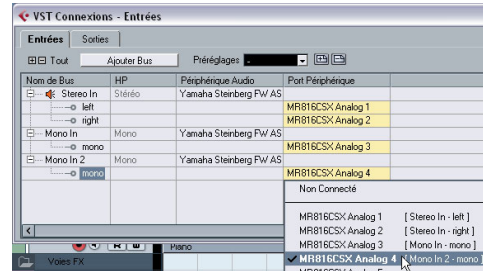 VST Connexions - Entrées
Entrées Sorties
Tout Ajouter Bus Préréglages -
Nom de Bus HP Périphérique Audio Port Périphérique
Stereo In Stéréo Yamaha Steinberg FW AS
left MR816CSX Analog 1
right MR816CSX Analog 2
Mono In Mono Yamaha Steinberg FW AS
mono MR816CSX Analog 3
Mono In 2 Mono Yamaha Steinberg FW AS
mono MR816CSX Analog 4
Non Connecté
MR816CSX Analog 1 [ Stereo In - left ]
MR816CSX Analog 2 [ Stereo In - right ]
MR816CSX Analog 3 [ Mono In - mono ]
R W Piano
Voies FX MR816CSX Analog 4 [ Mono In 2 - mono ]